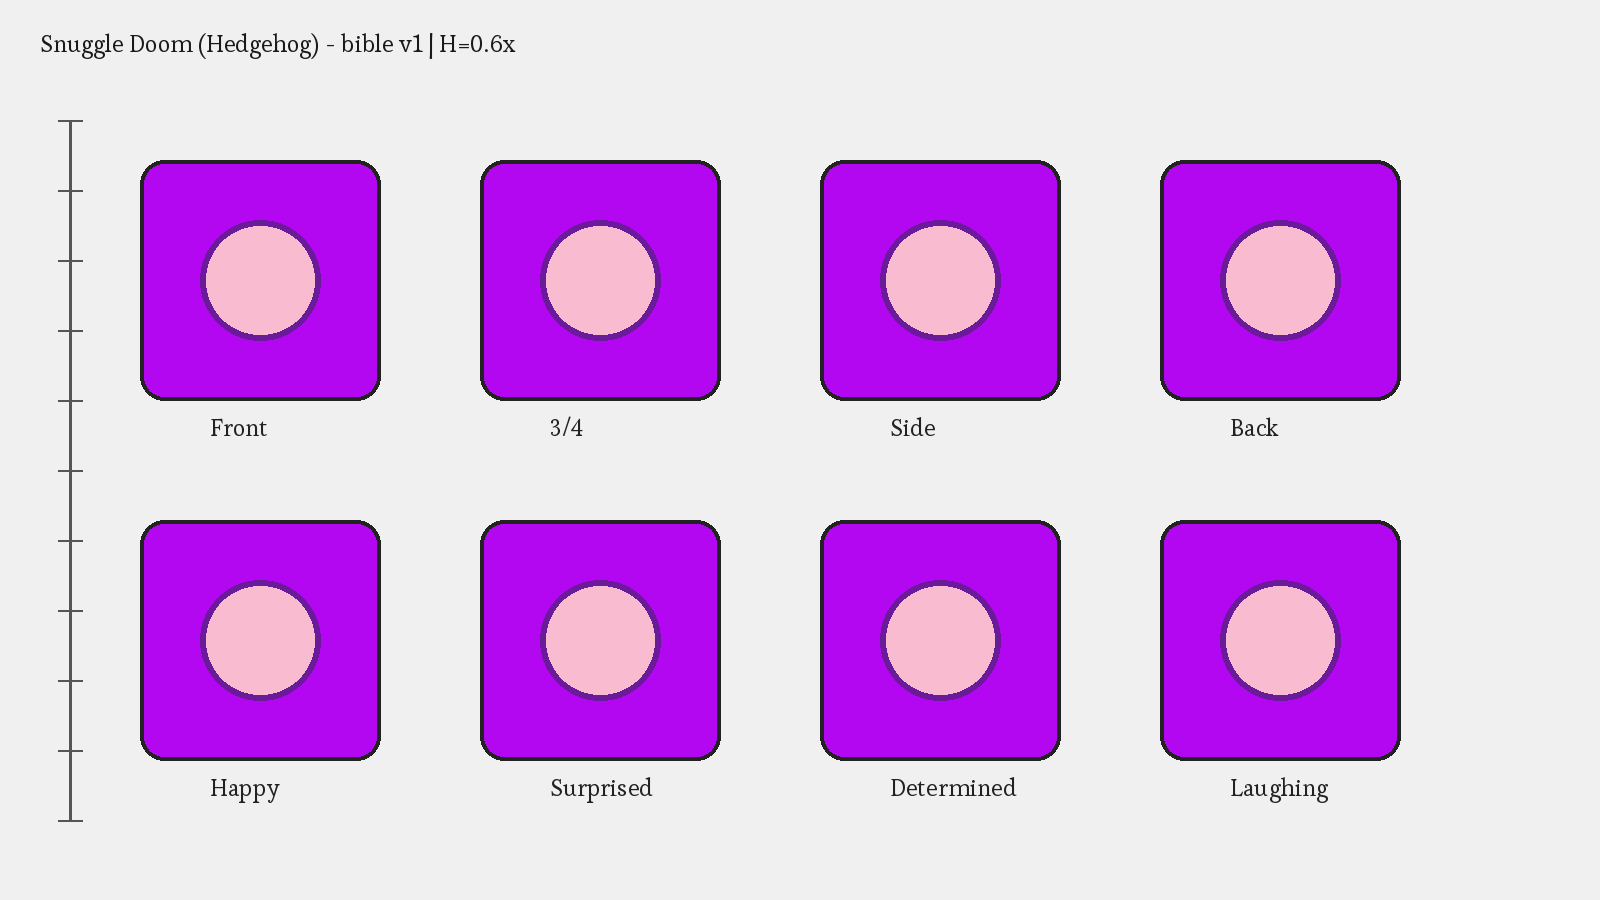 Snuggle Doom (Hedgehog) - bible v1 | H=0.6x
Front
3/4
Side
Back
Happy
Surprised
Determined
Laughing